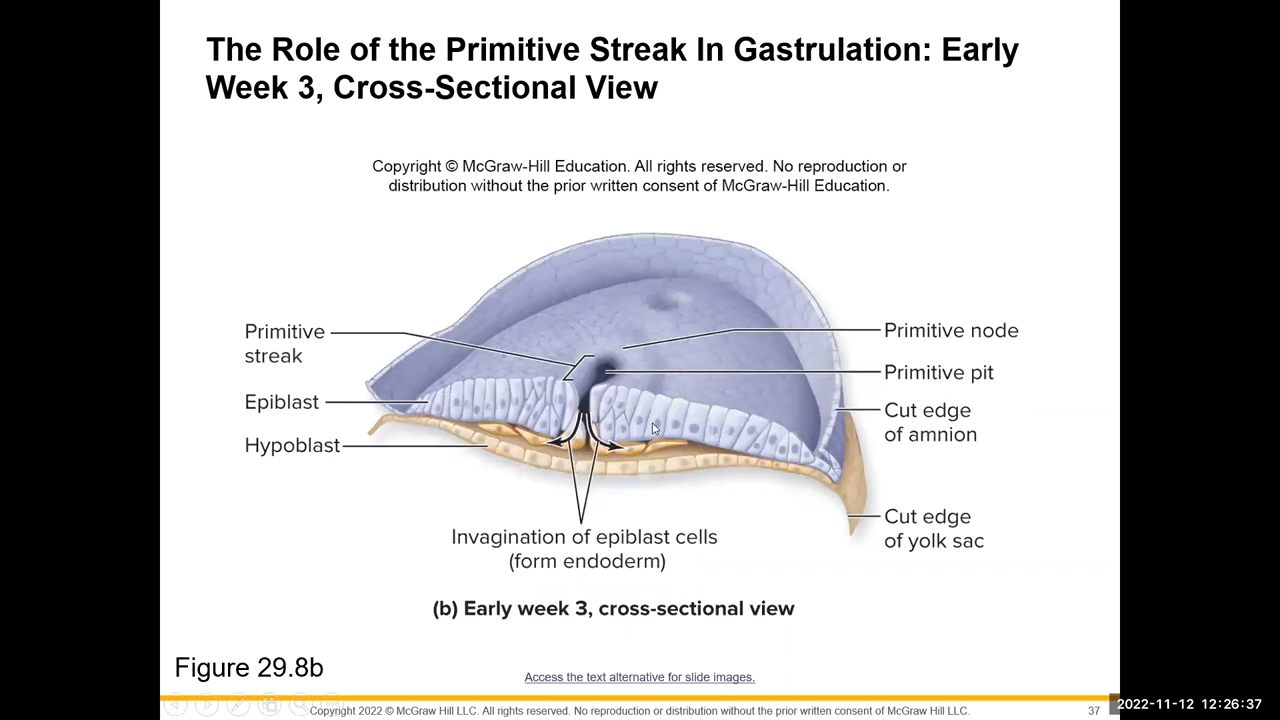 The Role of the Primitive Streak In Gastrulation: Early
Week 3, Cross-Sectional View
Copyright © McGraw-Hill Education. All rights reserved. No reproduction or
distribution without the prior written consent of McGraw-Hill Education.
Primitive
streak
Epiblast
Hypoblast
Primitive node
Primitive pit
Cut edge
of amnion
Cut edge
of yolk sac
Invagination of epiblast cells
(form endoderm)
(b) Early week 3, cross-sectional view
Figure 29.8b
Access the text alternative for slide images.
Copyright 2022 © McGraw Hill LLC. All rights reserved. No reproduction or distribution without the prior written consent of McGraw Hill LLC.
37
2022-11-12 12:26:37